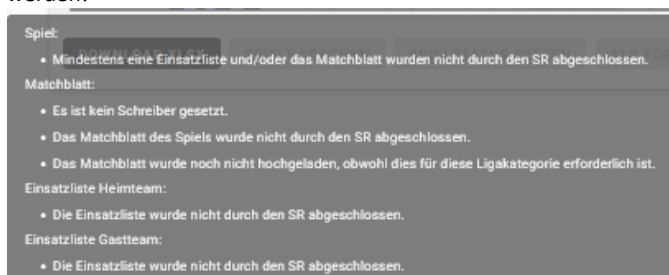 Spiel:
DOWNLOAD XLSX
• Mindestens eine Einsatzliste und/oder das Matchblatt wurden nicht durch den SR abgeschlossen.
Matchblatt:
• Es ist kein Schreiber gesetzt.
• Das Matchblatt des Spiels wurde nicht durch den SR abgeschlossen.
• Das Matchblatt wurde noch nicht hochgeladen, obwohl dies für diese Ligakategorie erforderlich ist.
Einsatzliste Heimteam:
• Die Einsatzliste wurde nicht durch den SR abgeschlossen.
Einsatzliste Gastteam:
• Die Einsatzliste wurde nicht durch den SR abgeschlossen.